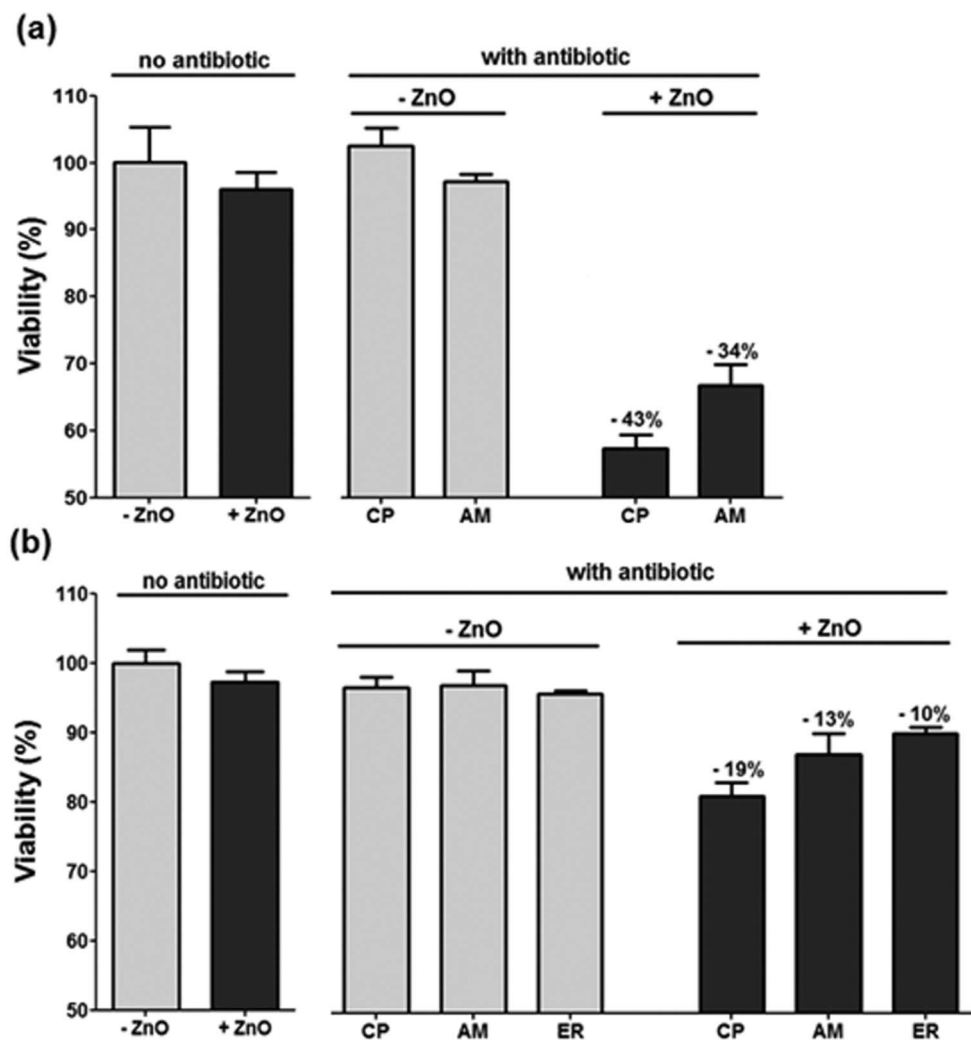 (a)
no antibiotic
with antibiotic
- ZnO
+ ZnO
110
100
90
80
70
60
50
Viability (%)
- 43%
- 34%
- ZnO
+ ZnO
CP
AM
CP
AM
(b)
no antibiotic
with antibiotic
- ZnO
+ ZnO
110
100
90
80
70
60
50
Viability (%)
- 19%
- 13%
- 10%
- ZnO
+ ZnO
CP
AM
ER
CP
AM
ER